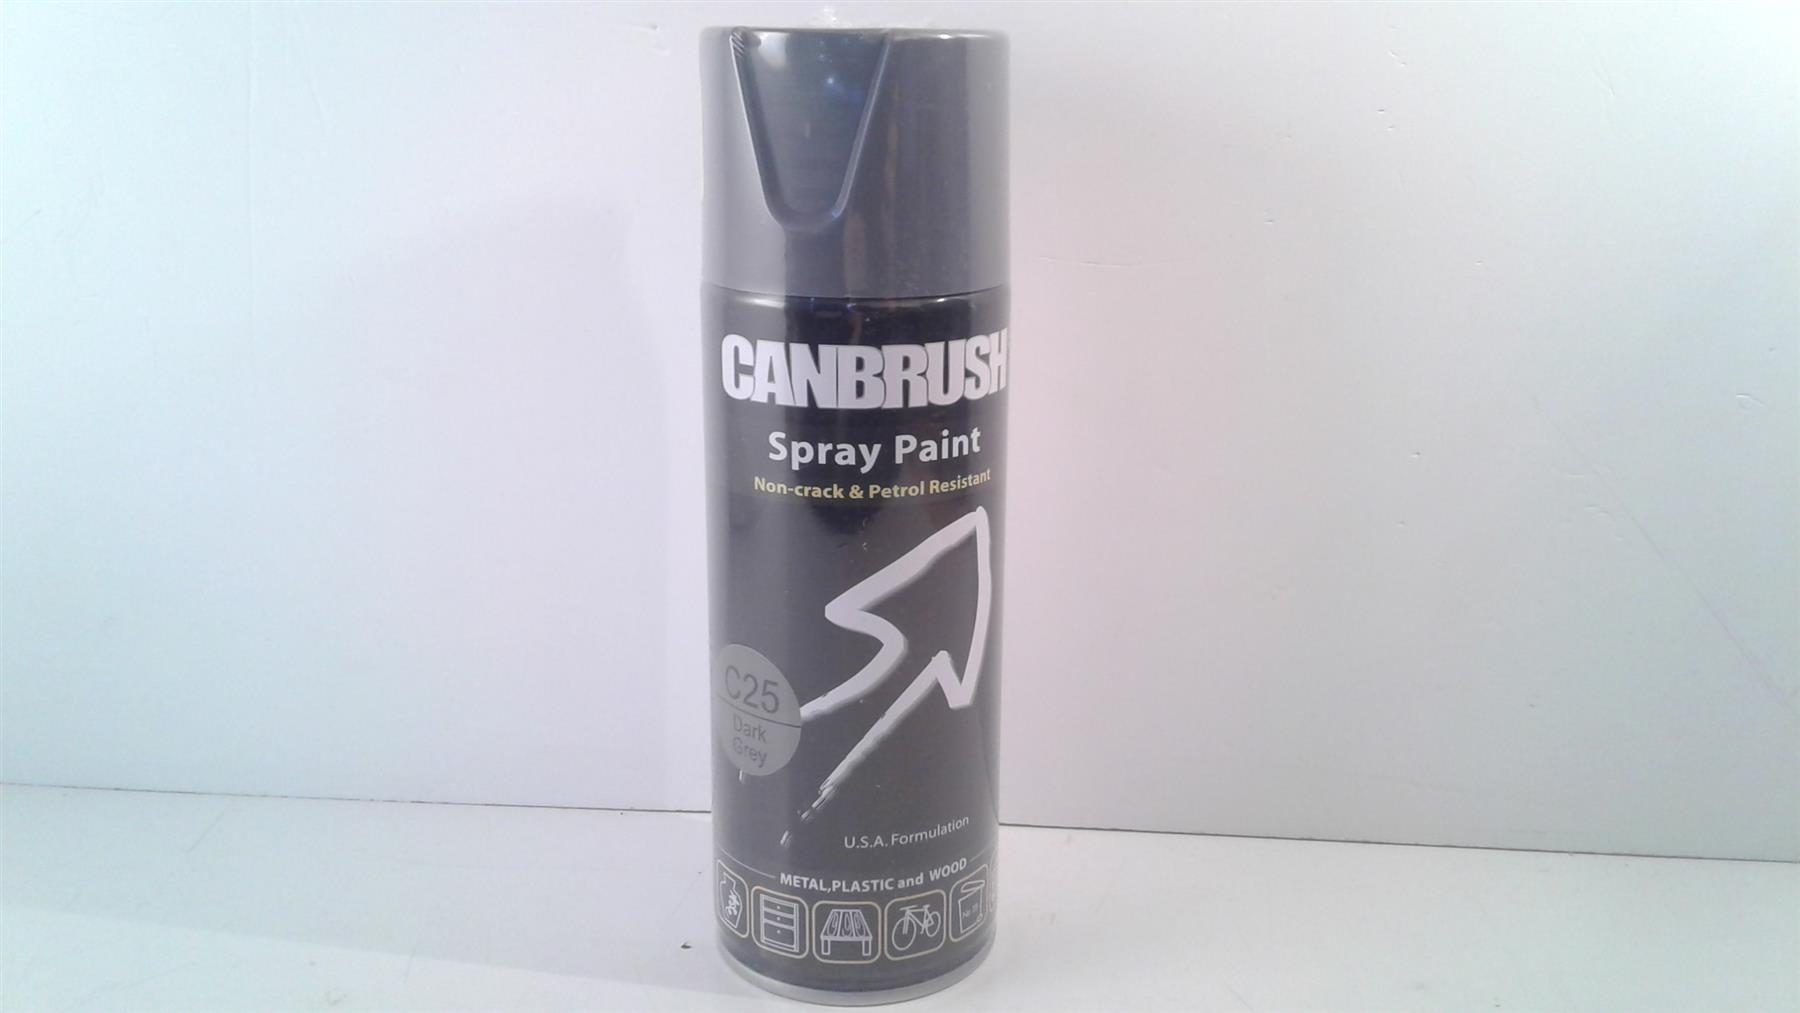 CANBRUSH
Spray Paint
Non-crack & Petrol Resistant
C25
Dark
Grey
U.S.A. Formulation
METAL,PLASTIC and WOOD